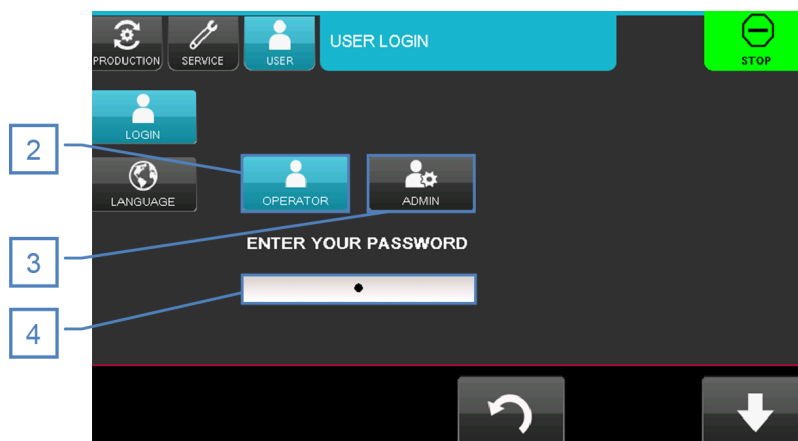 PRODUCTION
SERVICE
USER
USER LOGIN
STOP
LOGIN
2
LANGUAGE
OPERATOR
ADMIN
ENTER YOUR PASSWORD
3
4